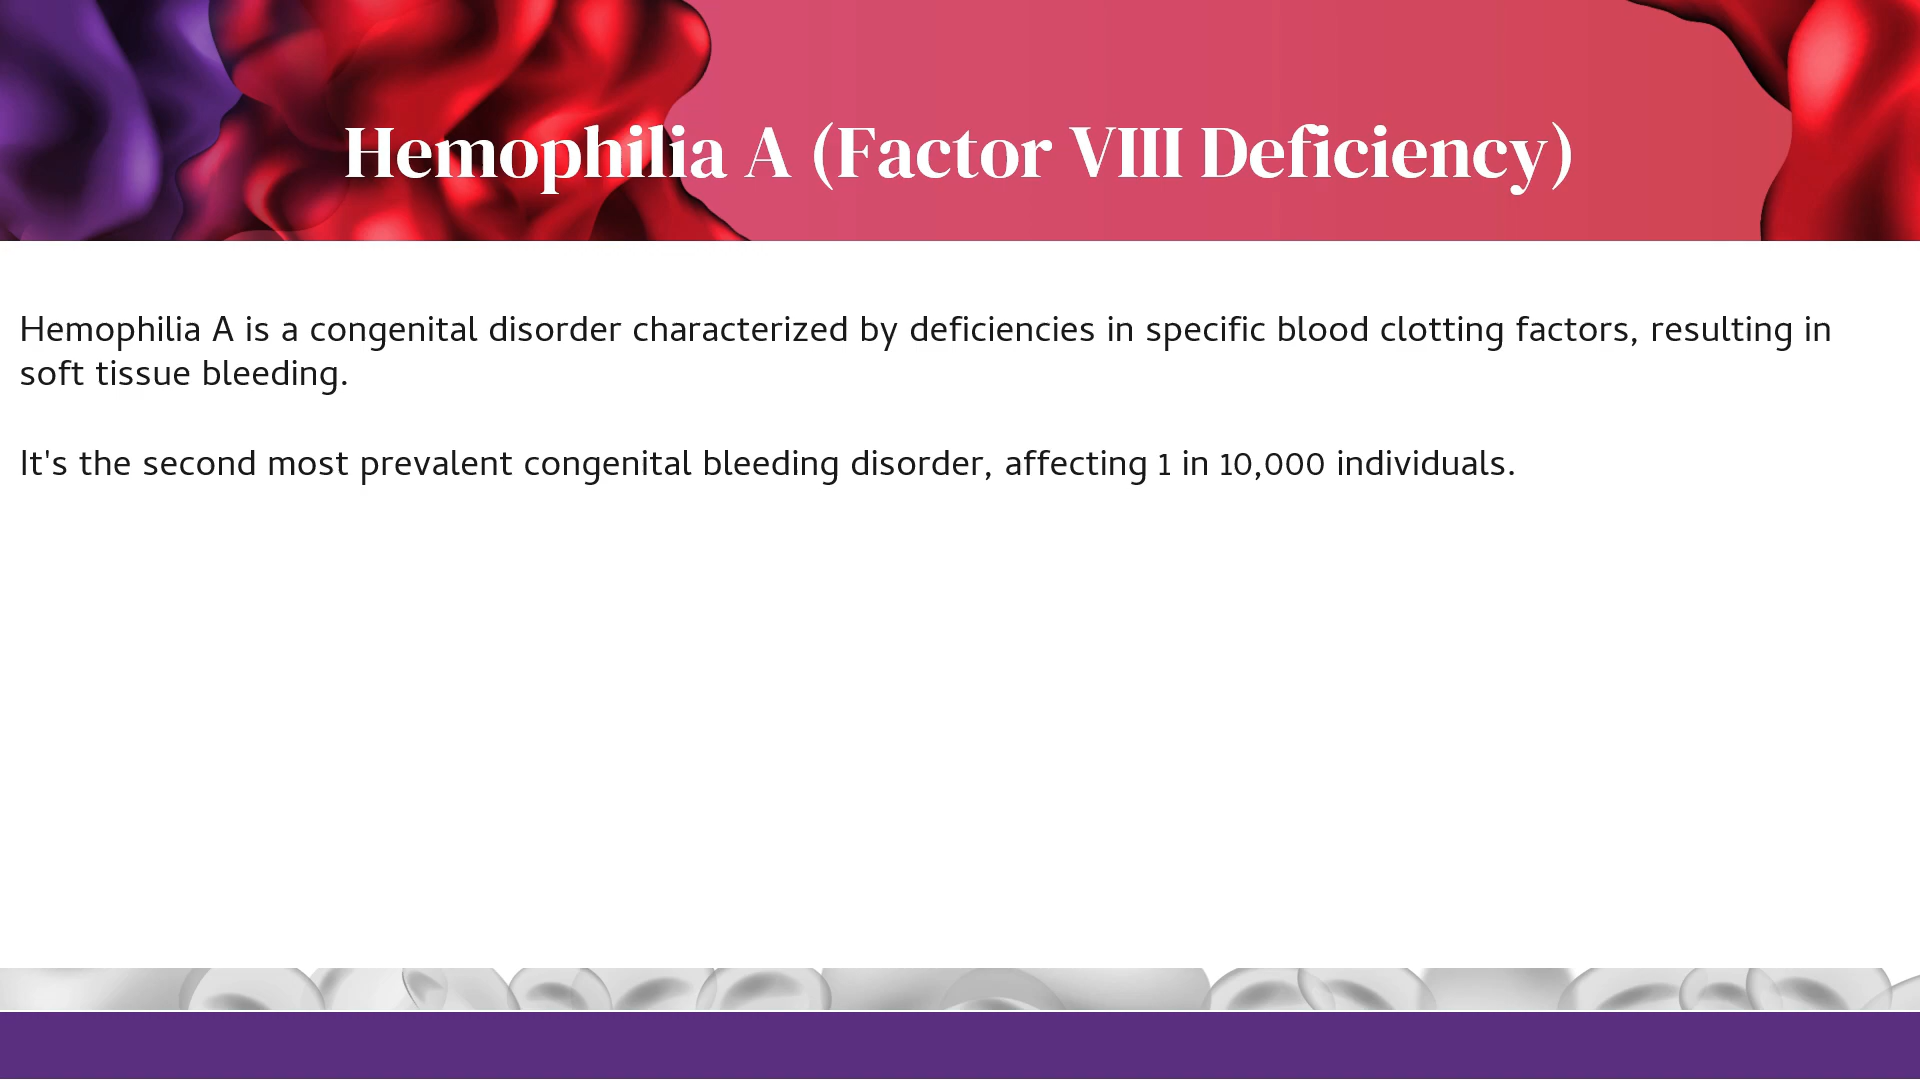 Hemophilia A (Factor VIII Deficiency)
Hemophilia A is a congenital disorder characterized by deficiencies in specific blood clotting factors, resulting in
soft tissue bleeding.
It's the second most prevalent congenital bleeding disorder, affecting 1 in 10,000 individuals.